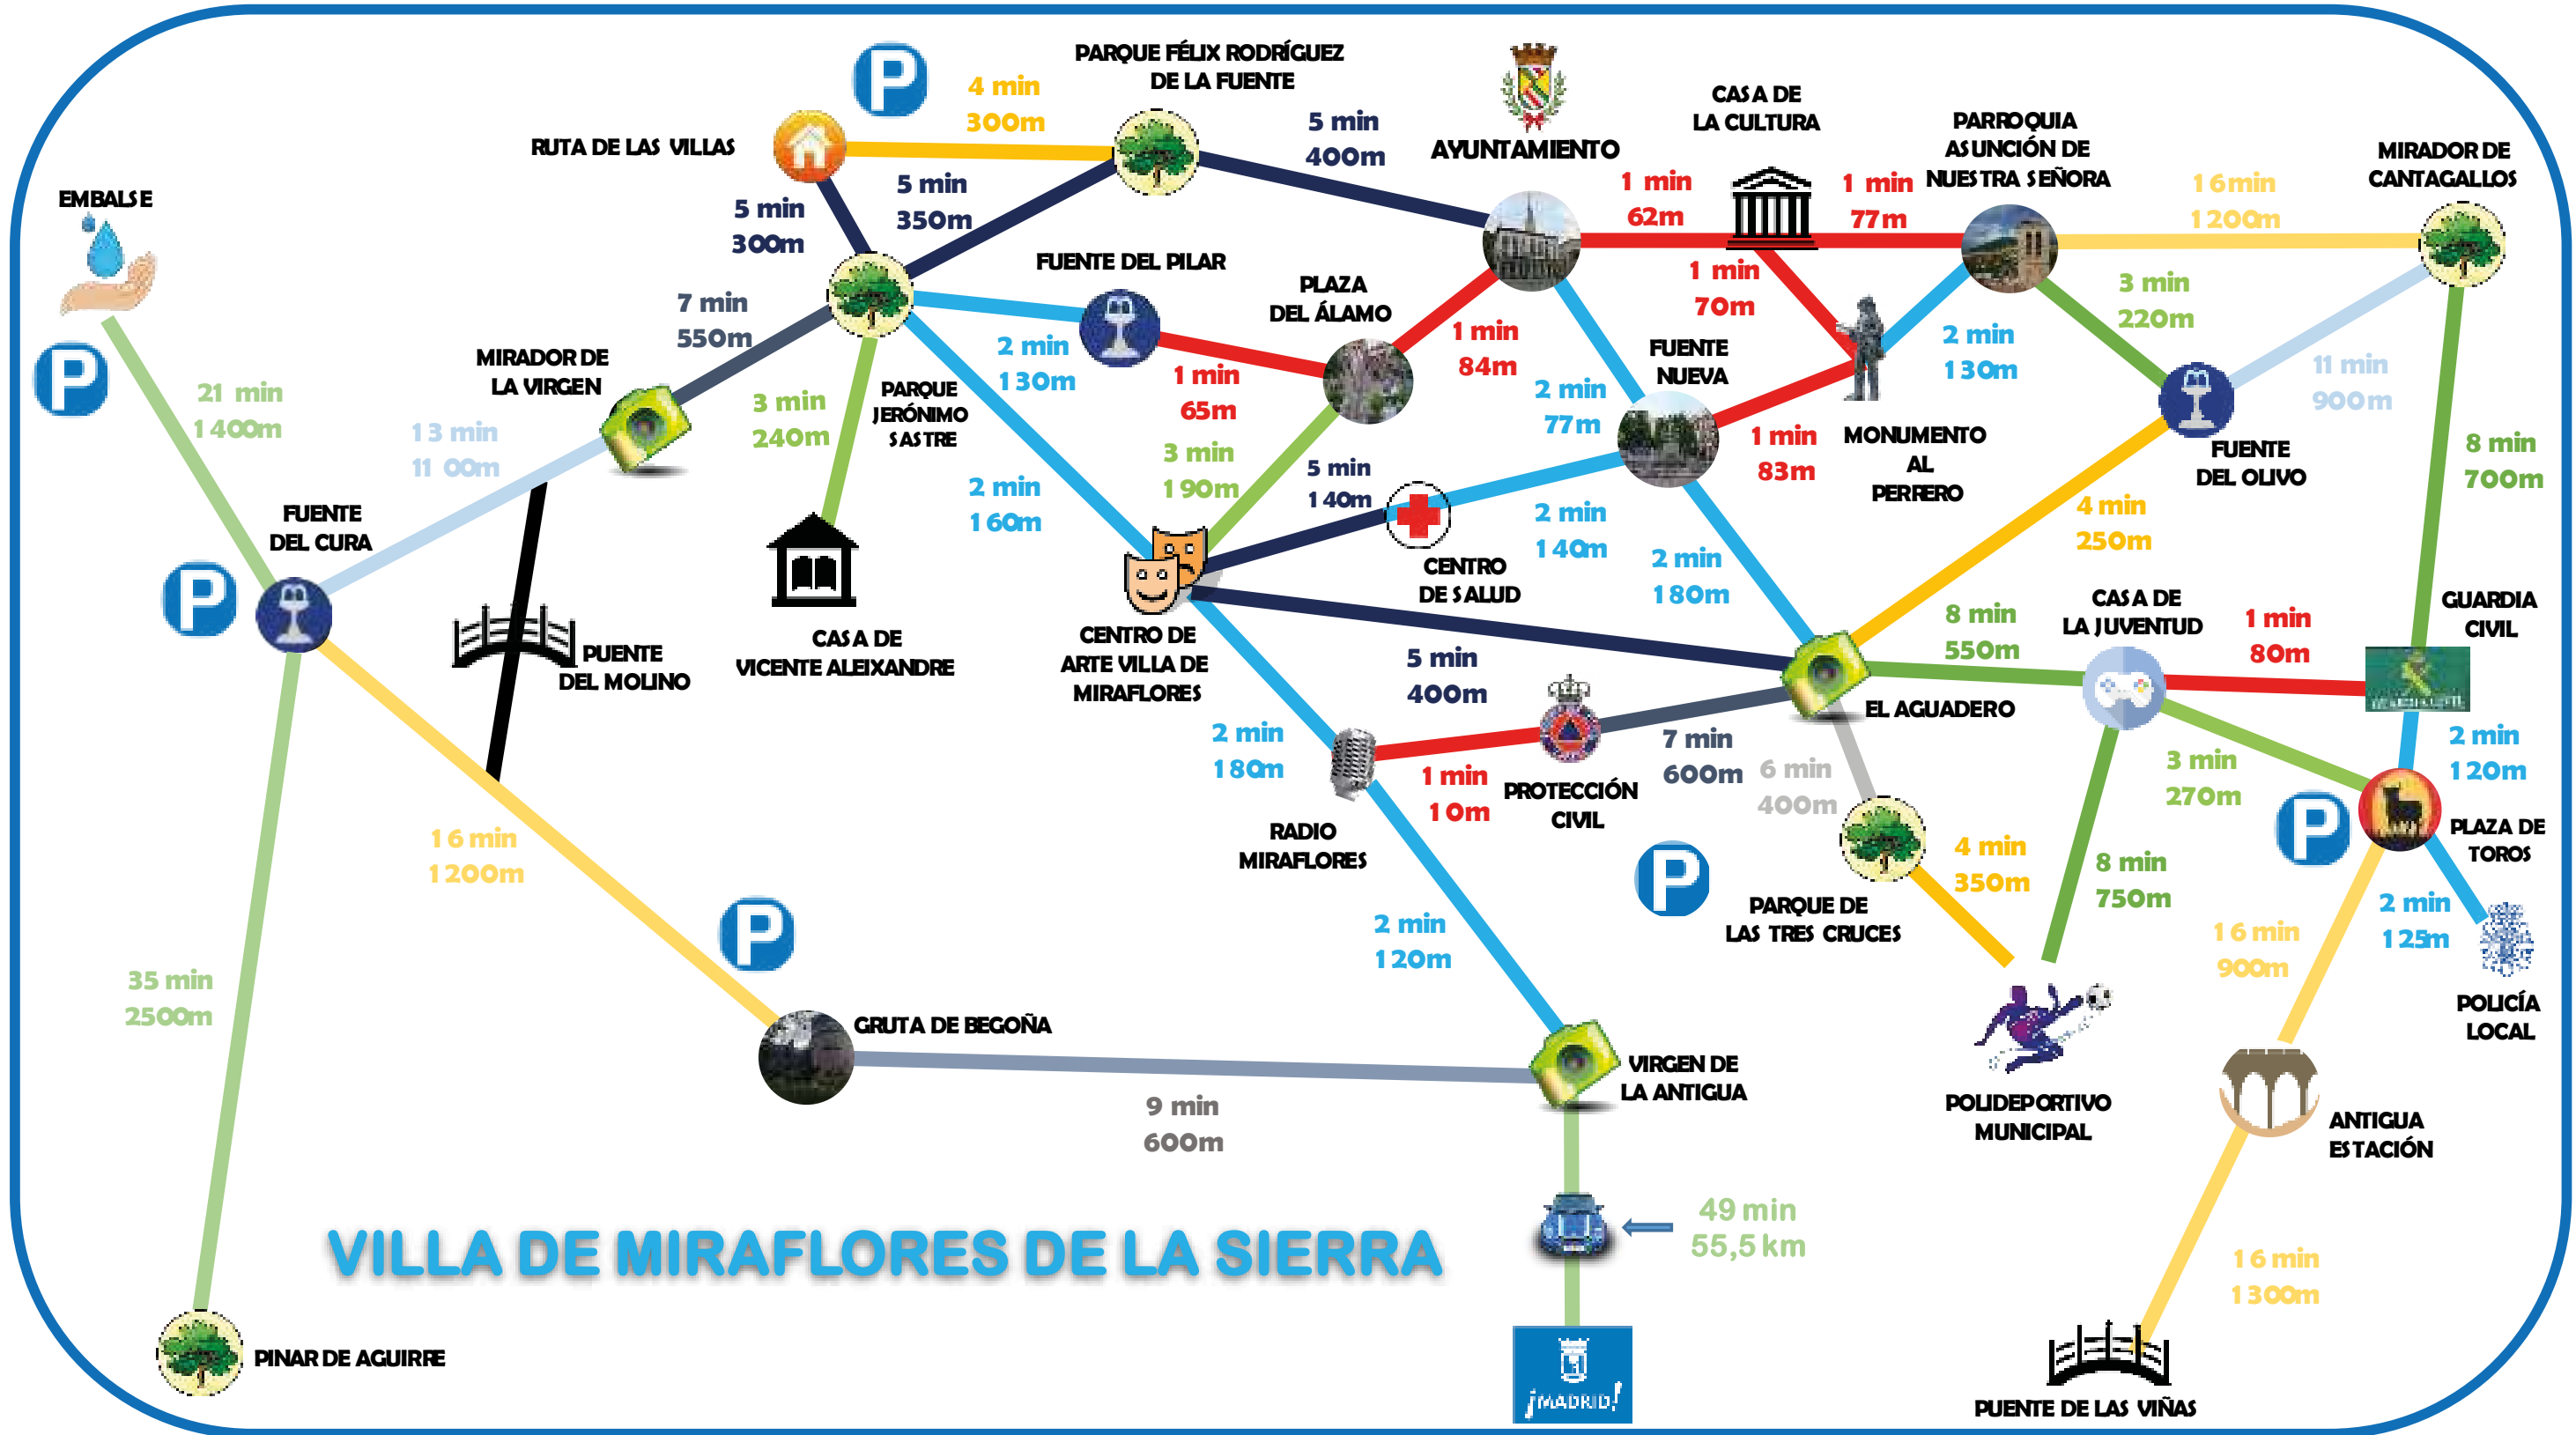 PARQUE FÉLIX RODRÍGUEZ
DE LA FUENTE
P
4 min
300m
RUTA DE LAS VILLAS
5 min
400m
AYUNTAMIENTO
CASA DE
LA CULTURA
PARROQUIA
ASUNCIÓN DE
NUESTRA SEÑORA
MIRADOR DE
CANTAGALLOS
1 min
62m
1 min
77m
16 min
1200m
EMBALSE
P
5 min
300m
5 min
350m
FUENTE DEL PILAR
PLAZA
DEL ÁLAMO
1 min
70m
3 min
220m
7 min
550m
MIRADOR DE
LA VIRGEN
21 min
1400m
13 min
1100m
3 min
240m
PARQUE
JERÓNIMO
SASTRE
2 min
130m
1 min
65m
1 min
84m
FUENTE
NUEVA
2 min
130m
11 min
900m
2 min
77m
1 min
83m
MONUMENTO
AL
PERRERO
FUENTE
DEL OLIVO
8 min
700m
3 min
190m
5 min
140m
2 min
160m
2 min
140m
4 min
250m
FUENTE
DEL CURA
P
CENTRO
DE SALUD
2 min
180m
CASA DE
LA JUVENTUD
GUARDIA
CIVIL
8 min
550m
1 min
80m
PUENTE
DEL MOLINO
CASA DE
VICENTE ALEIXANDRE
CENTRO DE
ARTE VILLA DE
MIRAFLORES
5 min
400m
EL AGUADERO
2 min
180m
1 min
10m
PROTECCIÓN
CIVIL
7 min
600m
6 min
400m
3 min
270m
2 min
120m
RADIO
MIRAFLORES
P
PLAZA DE
TOROS
16 min
1200m
P
P
PARQUE DE
LAS TRES CRUCES
4 min
350m
8 min
750m
2 min
125m
2 min
120m
16 min
900m
35 min
2500m
GRUTA DE BEGOÑA
POLICÍA
LOCAL
VIRGEN DE
LA ANTIGUA
9 min
600m
POLIDEPORTIVO
MUNICIPAL
ANTIGUA
ESTACIÓN
VILLA DE MIRAFLORES DE LA SIERRA
49 min
55,5 km
16 min
1300m
PINAR DE AGUIRRE
¡MADRID!
PUENTE DE LAS VIÑAS